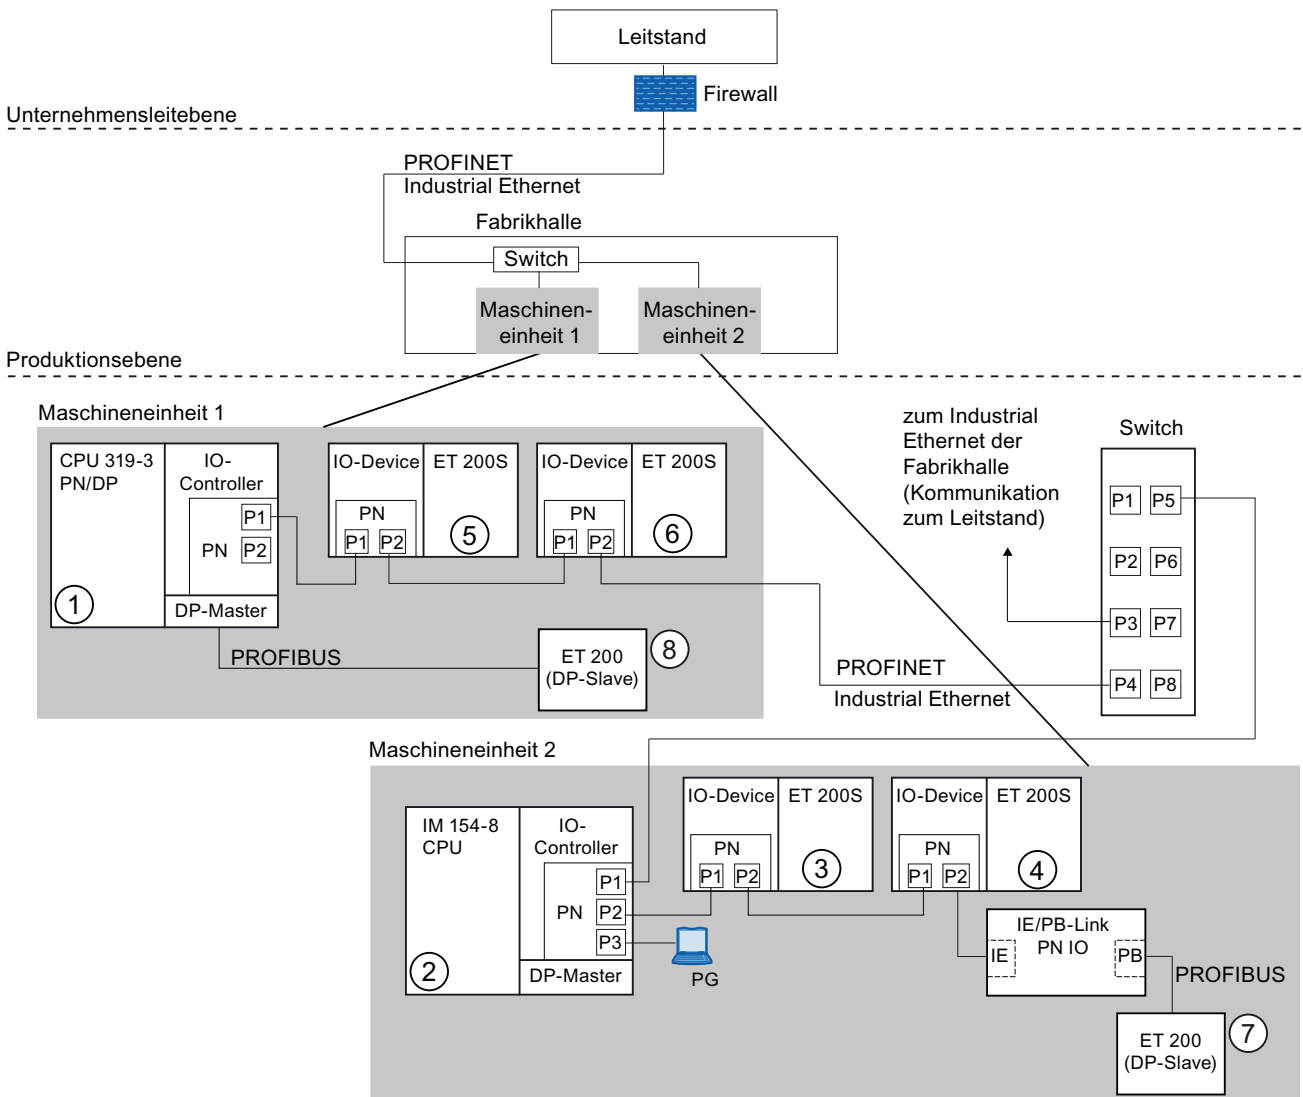 Leitstand
Firewall
Unternehmensleitebene
PROFINET
Industrial Ethernet
Fabrikhalle
Switch
Maschinen-
einheit 1
Maschinen-
einheit 2
Produktionsebene
Maschineneinheit 1
CPU 319-3
PN/DP
IO-
Controller
P1
PN
P2
DP-Master
1
IO-Device
ET 200S
PN
P1
P2
5
IO-Device
ET 200S
PN
P1
P2
6
PROFIBUS
ET 200
(DP-Slave)
8
zum Industrial
Ethernet der
Fabrikhalle
(Kommunikation
zum Leitstand)
Switch
P1
P5
P2
P6
P3
P7
P4
P8
PROFINET
Industrial Ethernet
Maschineneinheit 2
IM 154-8
CPU
IO-
Controller
P1
PN
P2
P3
DP-Master
2
PG
IO-Device
ET 200S
PN
P1
P2
3
IO-Device
ET 200S
PN
P1
P2
4
IE/PB-Link
PN IO
IE
PB
PROFIBUS
ET 200
(DP-Slave)
7